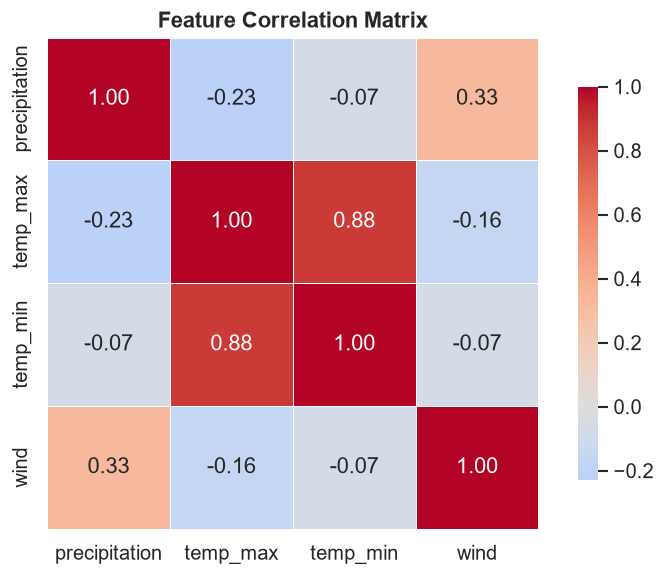 Feature Correlation Matrix
precipitation 1.00 -0.23 -0.07 0.33
temp_max -0.23 1.00 0.88 -0.16
temp_min -0.07 0.88 1.00 -0.07
wind 0.33 -0.16 -0.07 1.00
precipitation temp_max temp_min wind
1.0
0.8
0.6
0.4
0.2
0.0
−0.2